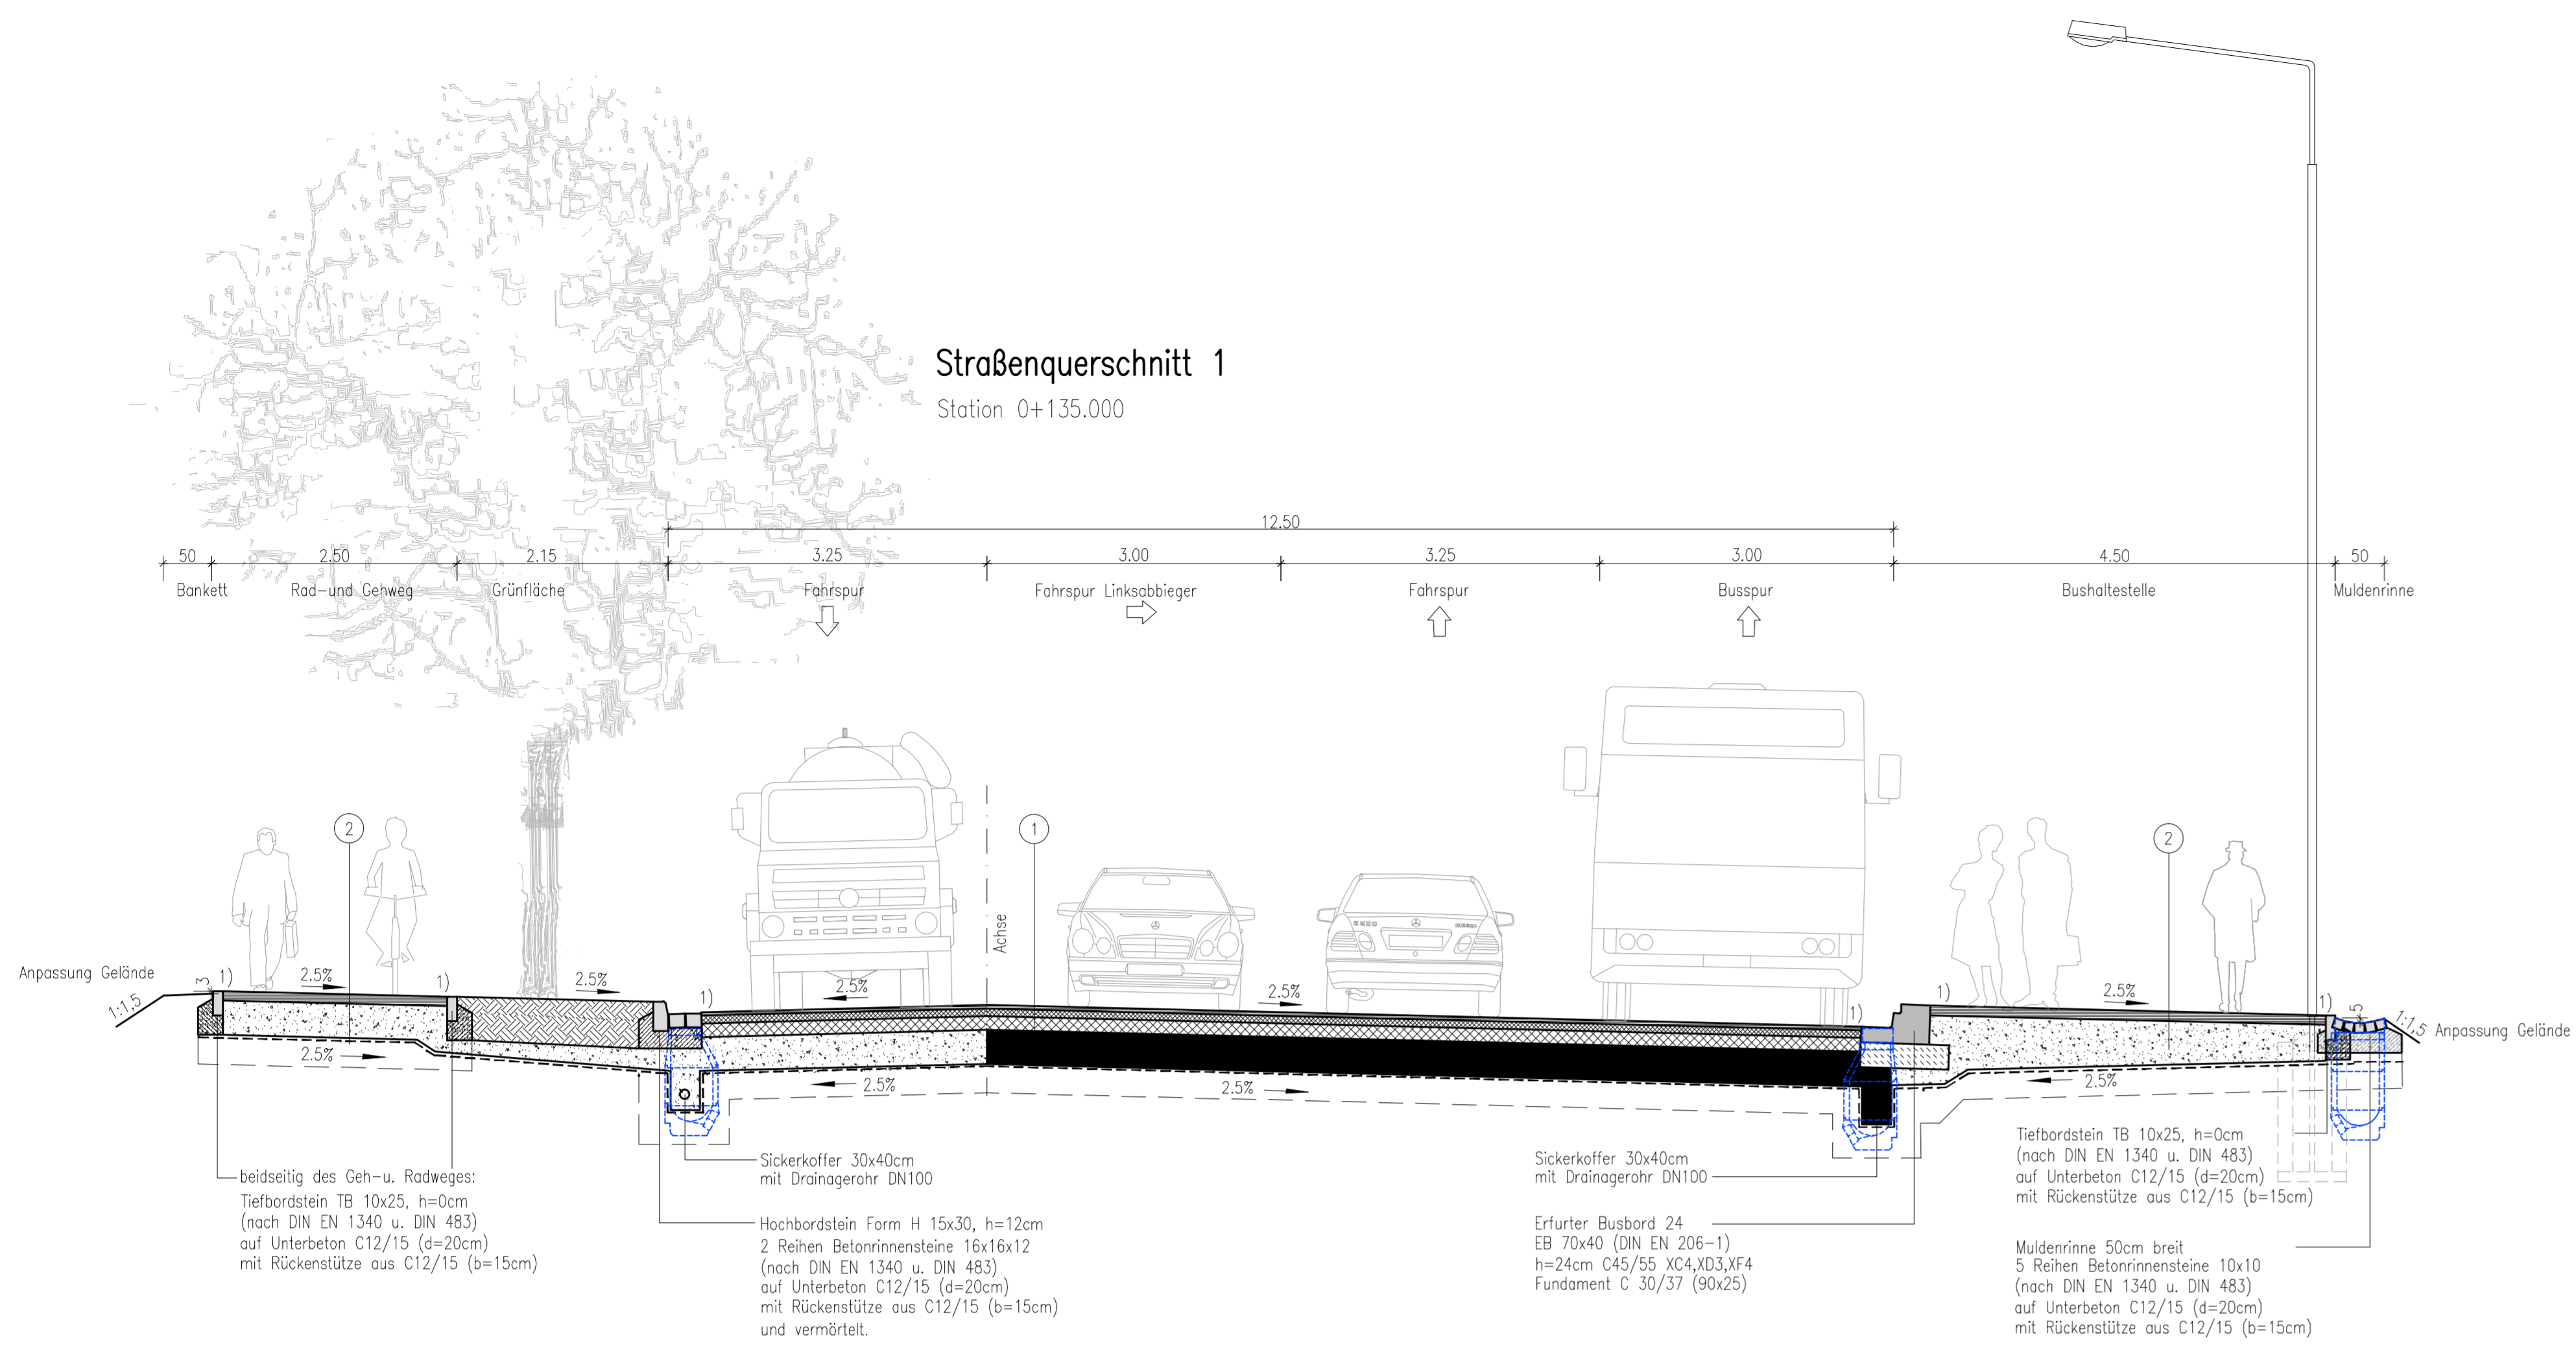 Straßenquerschnitt 1
Station 0+135.000
12.50
50 2.50 2.15 3.25 3.00 3.25 3.00 4.50 50
Bankett Rad-und Gehweg Grünfläche Fahrspur Fahrspur Linksabbieger Fahrspur Busspur Bushaltestelle Muldenrinne
2 1 2
Achse
Anpassung Gelände
1:1,5
3
1)
2.5%
1)
2.5%
1)
2.5%
2.5%
1)
1)
2.5%
1)
5
1:1,5
Anpassung Gelände
2.5%
2.5%
2.5%
2.5%
beidseitig des Geh-u. Radweges:
Tiefbordstein TB 10x25, h=0cm
(nach DIN EN 1340 u. DIN 483)
auf Unterbeton C12/15 (d=20cm)
mit Rückenstütze aus C12/15 (b=15cm)
Sickerkoffer 30x40cm
mit Drainagerohr DN100
Hochbordstein Form H 15x30, h=12cm
2 Reihen Betonrinnensteine 16x16x12
(nach DIN EN 1340 u. DIN 483)
auf Unterbeton C12/15 (d=20cm)
mit Rückenstütze aus C12/15 (b=15cm)
und vermörtelt.
Sickerkoffer 30x40cm
mit Drainagerohr DN100
Erfurter Busbord 24
EB 70x40 (DIN EN 206-1)
h=24cm C45/55 XC4,XD3,XF4
Fundament C 30/37 (90x25)
Tiefbordstein TB 10x25, h=0cm
(nach DIN EN 1340 u. DIN 483)
auf Unterbeton C12/15 (d=20cm)
mit Rückenstütze aus C12/15 (b=15cm)
Muldenrinne 50cm breit
5 Reihen Betonrinnensteine 10x10
(nach DIN EN 1340 u. DIN 483)
auf Unterbeton C12/15 (d=20cm)
mit Rückenstütze aus C12/15 (b=15cm)